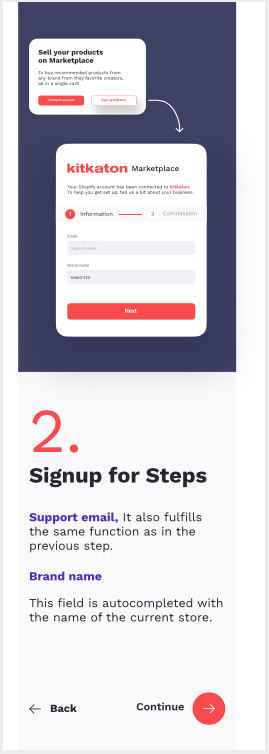 Sell your products
on Marketplace
To buy recommended products from
any brand from they favorite creators,
all in a single cart!
Connect account
kitkaton Marketplace
Your Shopify account has been connected to Kitkaton.
To help you get set up, tell us a bit about your business.
1 Information 3 Commission
Email
Support email
Brand name
brand-123
Next
2.
Signup for Steps
Support email, It also fulfills
the same function as in the
previous step.
Brand name
This field is autocompleted with
the name of the current store.
← Back Continue →